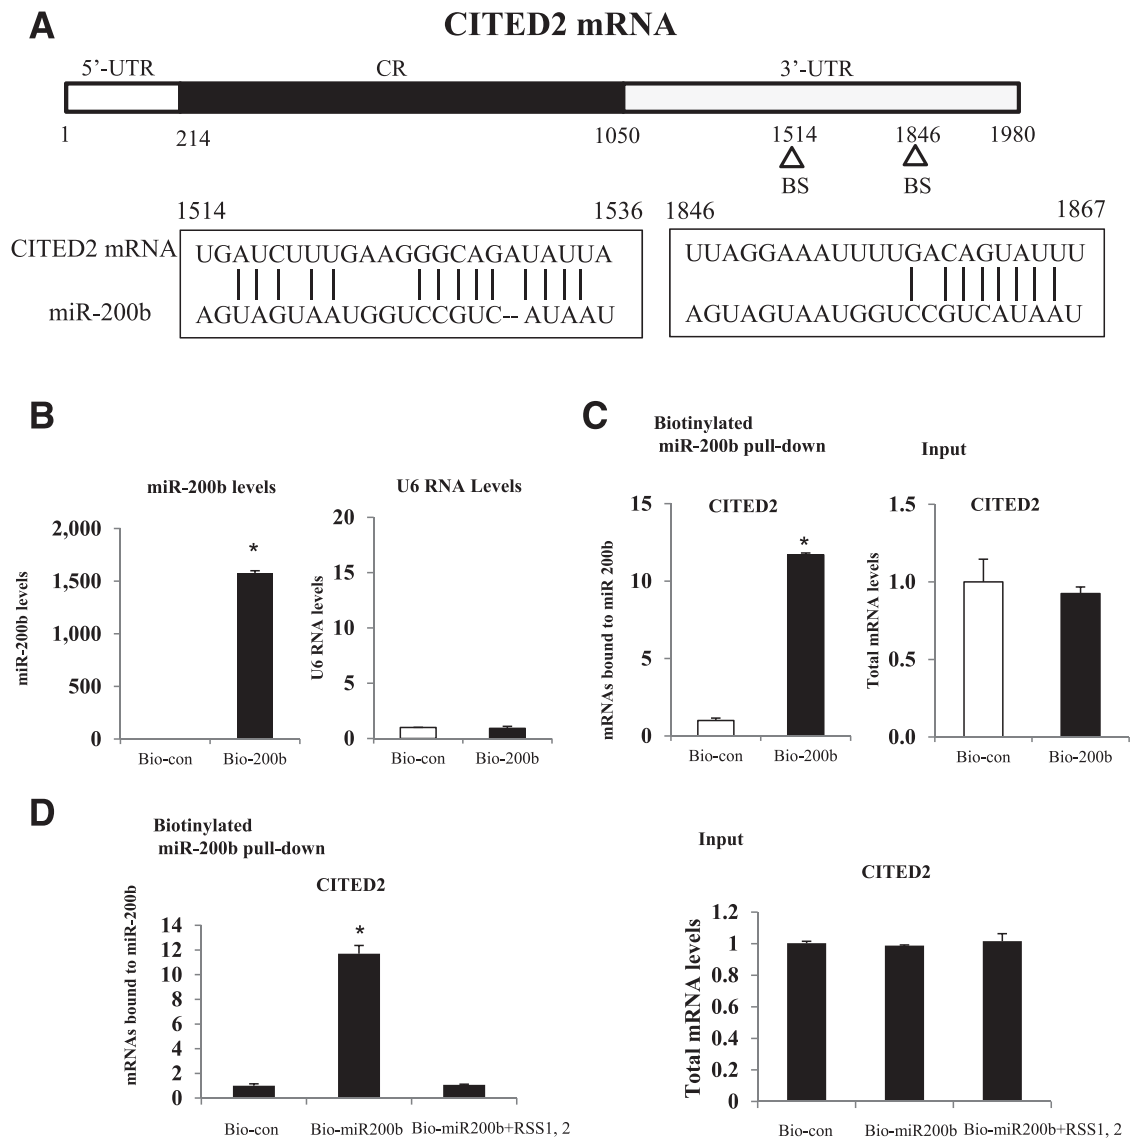 A
CITED2 mRNA
5’-UTR CR 3’-UTR
1 214 1050 1514 1846 1980
BS BS
1514 1536 1846 1867
CITED2 mRNA UGAUCUUUGAAGGGCAGAUAUUA UUAGGAAAUUUUGACAGUAUUU
miR-200b AGUAGUAAUGGUCCGUC--AUAAU AGUAGUAAUGGUCCGUCAUAAU
B
miR-200b levels
miR-200b levels
2,000
1,500
1,000
500
0
*
Bio-con Bio-200b
U6 RNA Levels
U6 RNA levels
20
15
10
5
0
Bio-con Bio-200b
C
Biotinylated
miR-200b pull-down
CITED2
mRNAs bound to miR 200b
15
10
5
0
*
Bio-con Bio-200b
Input
CITED2
Total mRNA levels
1.5
1.0
0.5
0.0
Bio-con Bio-200b
D
Biotinylated
miR-200b pull-down
CITED2
mRNAs bound to miR-200b
14
12
10
8
6
4
2
0
*
Bio-con Bio-miR200b Bio-miR200b+RSS1, 2
Input
CITED2
Total mRNA levels
1.2
1
0.8
0.6
0.4
0.2
0
Bio-con Bio-miR200b Bio-miR200b+RSS1, 2